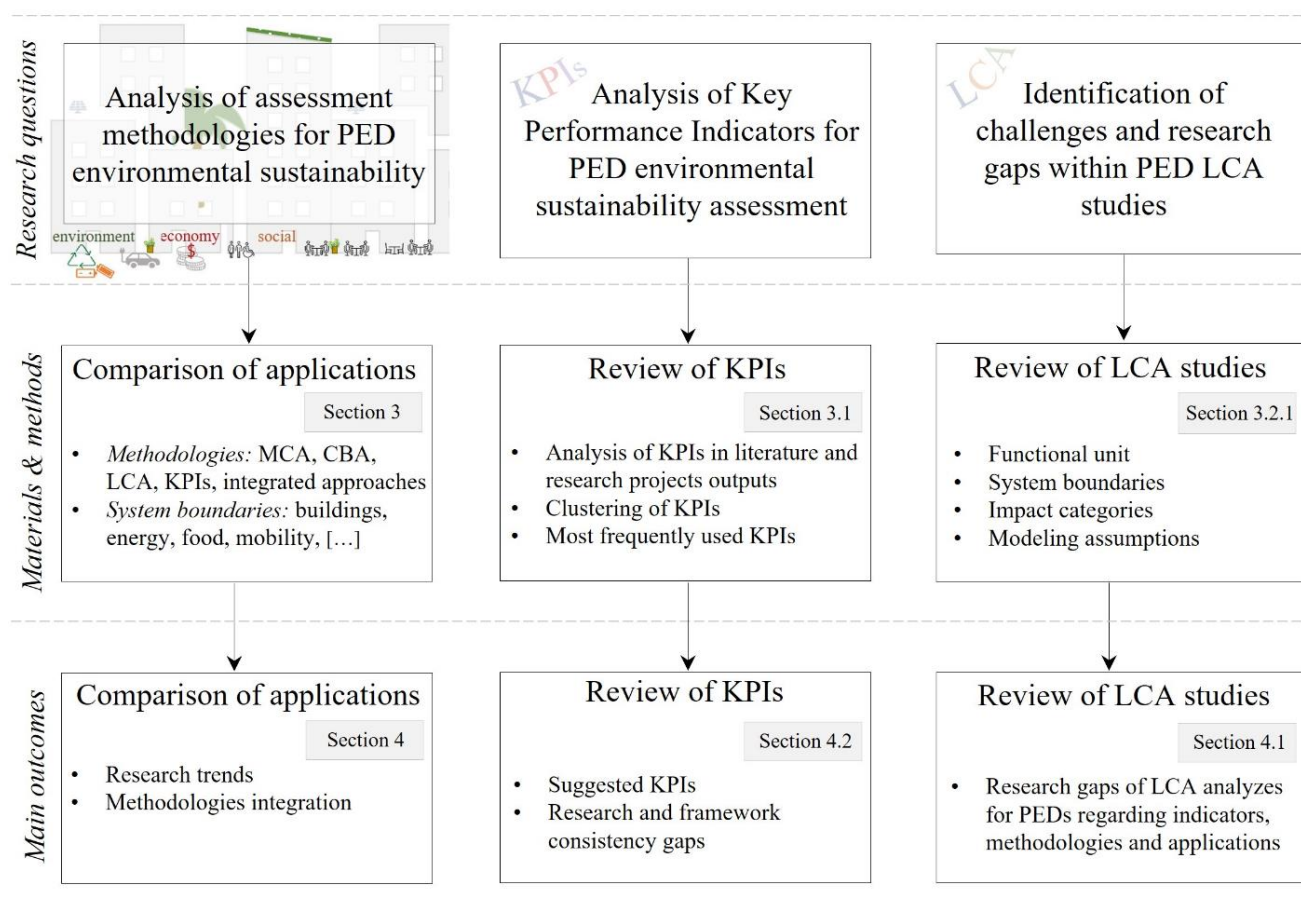 Research questions
Analysis of assessment
methodologies for PED
environmental sustainability
environment economy social
$
KPIs
Analysis of Key
Performance Indicators for
PED environmental
sustainability assessment
LCA
Identification of
challenges and research
gaps within PED LCA
studies
Materials & methods
Comparison of applications
Section 3
• Methodologies: MCA, CBA,
LCA, KPIs, integrated approaches
• System boundaries: buildings,
energy, food, mobility, […]
Review of KPIs
Section 3.1
• Analysis of KPIs in literature and
research projects outputs
• Clustering of KPIs
• Most frequently used KPIs
Review of LCA studies
Section 3.2.1
• Functional unit
• System boundaries
• Impact categories
• Modeling assumptions
Main outcomes
Comparison of applications
Section 4
• Research trends
• Methodologies integration
Review of KPIs
Section 4.2
• Suggested KPIs
• Research and framework
consistency gaps
Review of LCA studies
Section 4.1
• Research gaps of LCA analyzes
for PEDs regarding indicators,
methodologies and applications